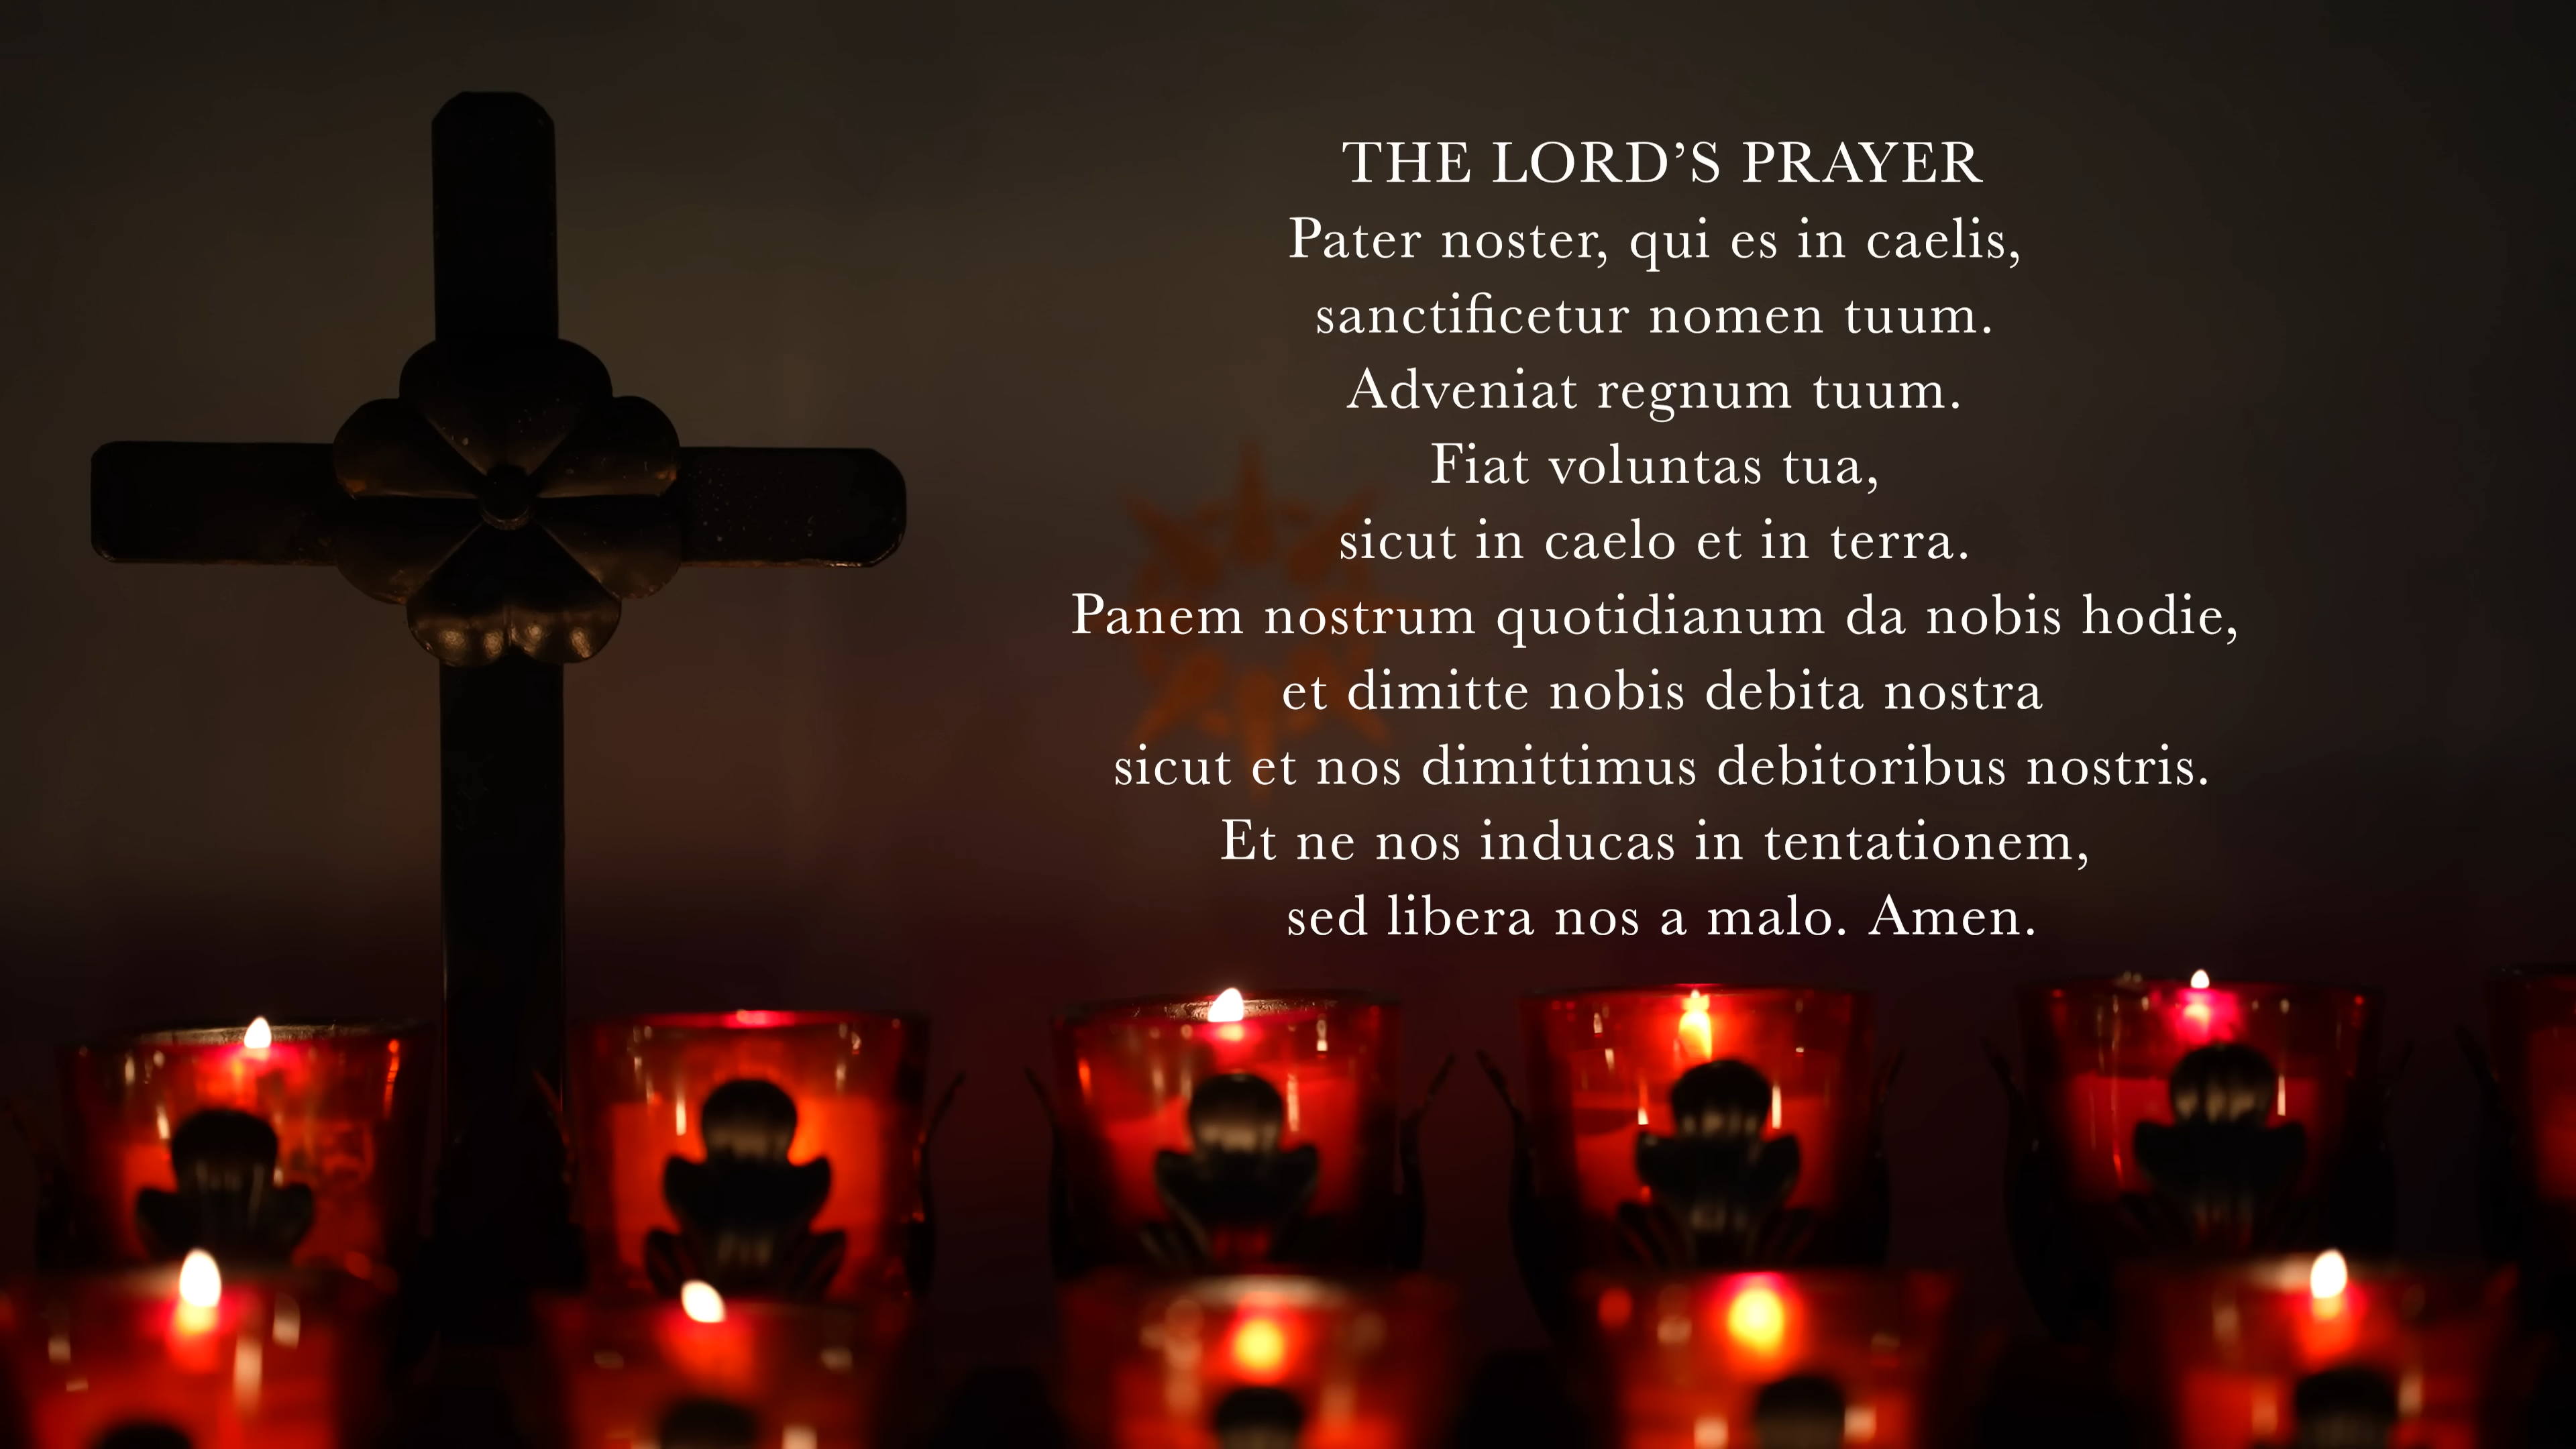 THE LORD’S PRAYER
Pater noster, qui es in caelis,
sanctificetur nomen tuum.
Adveniat regnum tuum.
Fiat voluntas tua,
sicut in caelo et in terra.
Panem nostrum quotidianum da nobis hodie,
et dimitte nobis debita nostra
sicut et nos dimittimus debitoribus nostris.
Et ne nos inducas in tentationem,
sed libera nos a malo. Amen.